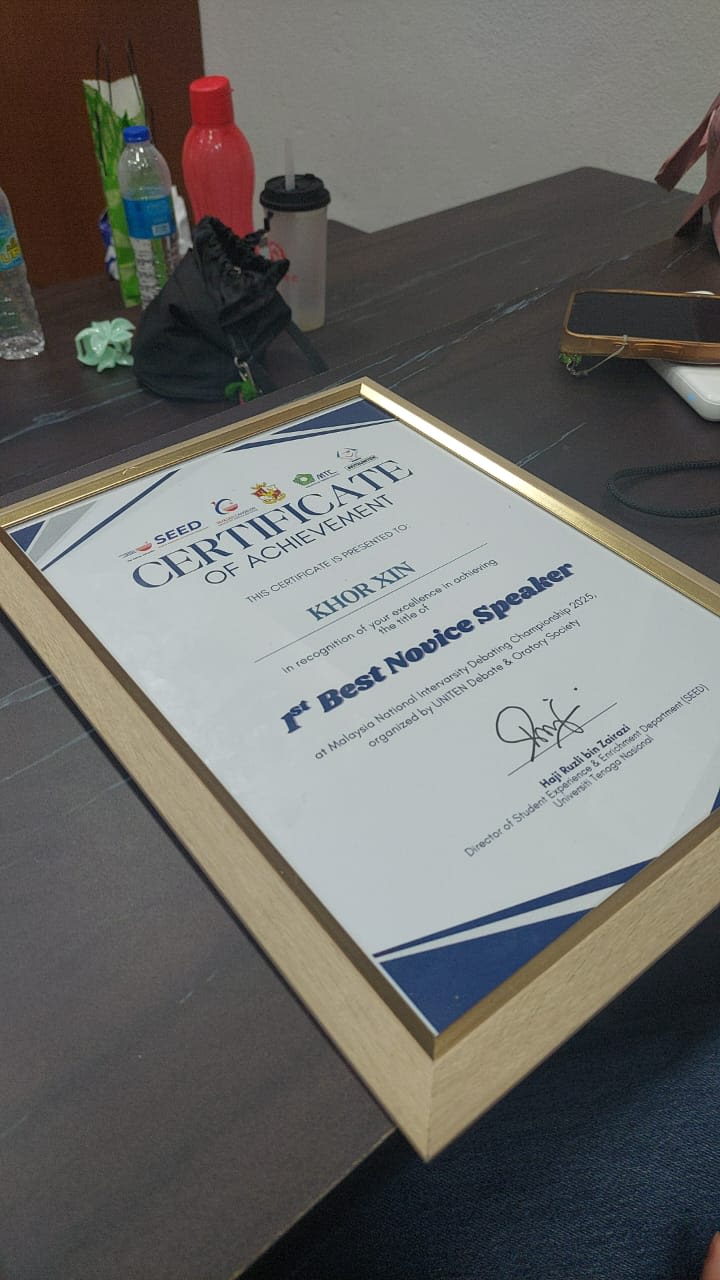 SEED
MTC
CERTIFICATE
OF ACHIEVEMENT
THIS CERTIFICATE IS PRESENTED TO:
KHOR XIN
in recognition of your excellence in achieving
the title of
1st Best Novice Speaker
at Malaysia National Intervarsity Debating Championship 2025,
organized by UNITEN Debate & Oratory Society
Haji Ruzli bin Zairazi
Director of Student Experience & Enrichment Department (SEED)
Universiti Tenaga Nasional